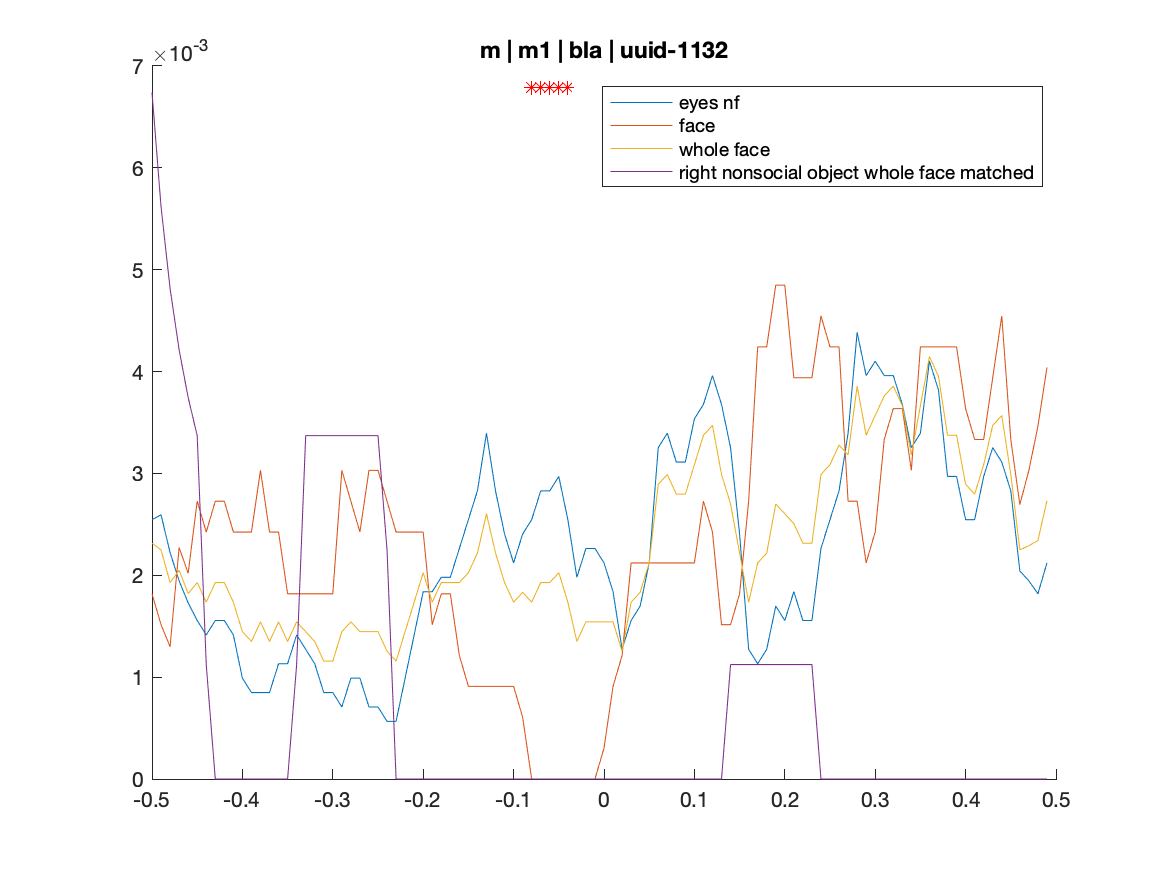 ×10-3
m | m1 | bla | uuid-1132
7
6
5
4
3
2
1
0
eyes nf
face
whole face
right nonsocial object whole face matched
-0.5 -0.4 -0.3 -0.2 -0.1 0 0.1 0.2 0.3 0.4 0.5